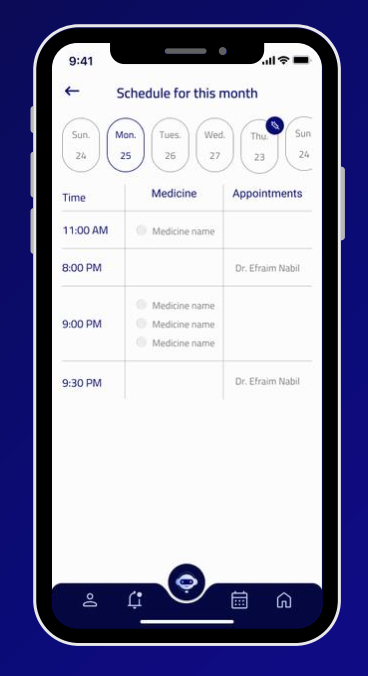 9:41
Schedule for this month
Sun. Mon. Tues. Wed. Thu. Sun
24 25 26 27 23 24
Time Medicine Appointments
11:00 AM Medicine name
8:00 PM Dr. Efraim Nabil
Medicine name
9:00 PM Medicine name
Medicine name
9:30 PM Dr. Efraim Nabil